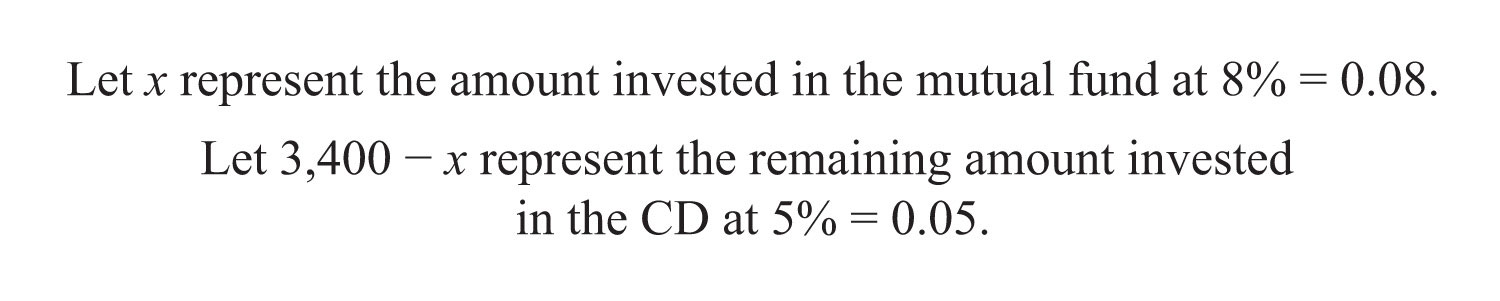 Let x represent the amount invested in the mutual fund at 8% = 0.08.
Let 3,400 − x represent the remaining amount invested
in the CD at 5% = 0.05.